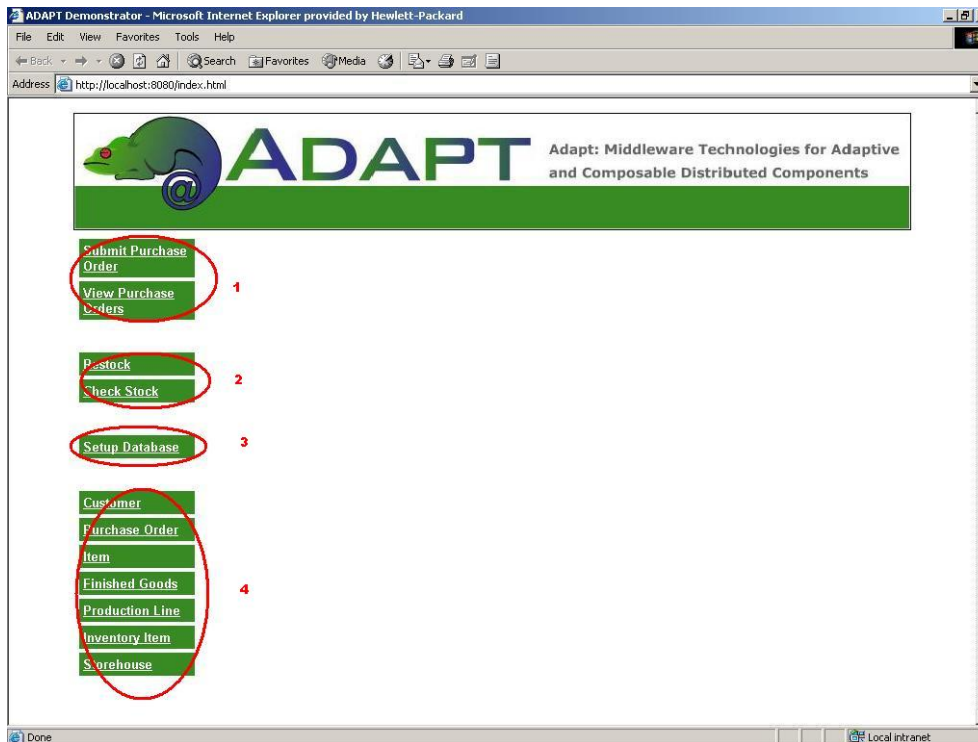 ADAPT Demonstrator - Microsoft Internet Explorer provided by Hewlett-Packard
File Edit View Favorites Tools Help
Back Search Favorites Media
Address http://localhost:8080/index.html
@ ADAPT
Adapt: Middleware Technologies for Adaptive
and Composable Distributed Components
Submit Purchase
Order
View Purchase
Orders
1
Restock
Check Stock
2
Setup Database
3
Customer
Purchase Order
Item
Finished Goods
Production Line
Inventory Item
Storehouse
4
Done Local intranet